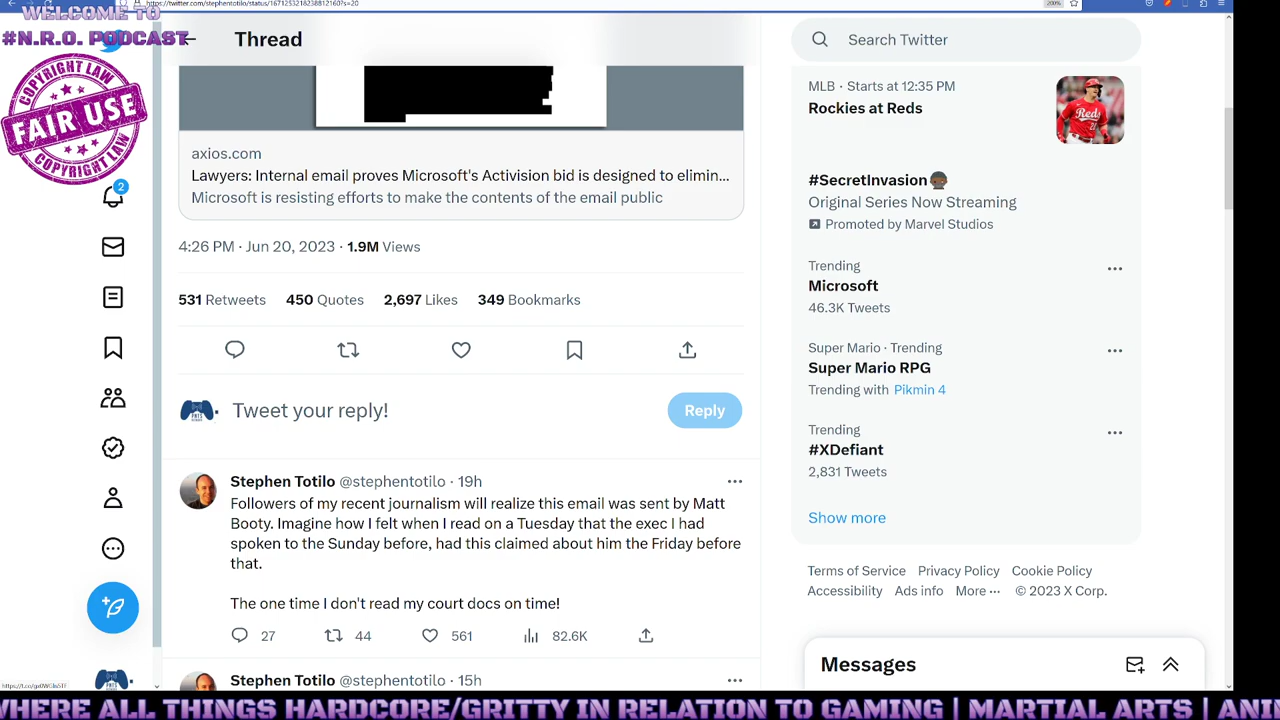 https://twitter.com/stephentotilo/status/1671253218238812160?s=20
200%
WELCOME TO
#N.R.O. PODCAST
COPYRIGHT LAW
FAIR USE
COPYRIGHT LAW
2
Thread
axios.com
Lawyers: Internal email proves Microsoft's Activision bid is designed to elimin...
Microsoft is resisting efforts to make the contents of the email public
4:26 PM · Jun 20, 2023 · 1.9M Views
531 Retweets 450 Quotes 2,697 Likes 349 Bookmarks
Tweet your reply!
Reply
Stephen Totilo @stephentotilo · 19h
Followers of my recent journalism will realize this email was sent by Matt
Booty. Imagine how I felt when I read on a Tuesday that the exec I had
spoken to the Sunday before, had this claimed about him the Friday before
that.
The one time I don't read my court docs on time!
27 44 561 82.6K
Stephen Totilo @stephentotilo · 15h
Search Twitter
MLB · Starts at 12:35 PM
Rockies at Reds
#SecretInvasion
Original Series Now Streaming
Promoted by Marvel Studios
Trending
Microsoft
46.3K Tweets
Super Mario · Trending
Super Mario RPG
Trending with Pikmin 4
Trending
#XDefiant
2,831 Tweets
Show more
Terms of Service Privacy Policy Cookie Policy
Accessibility Ads info More ··· © 2023 X Corp.
Messages
WHERE ALL THINGS HARDCORE/GRITTY IN RELATION TO GAMING | MARTIAL ARTS | ANI